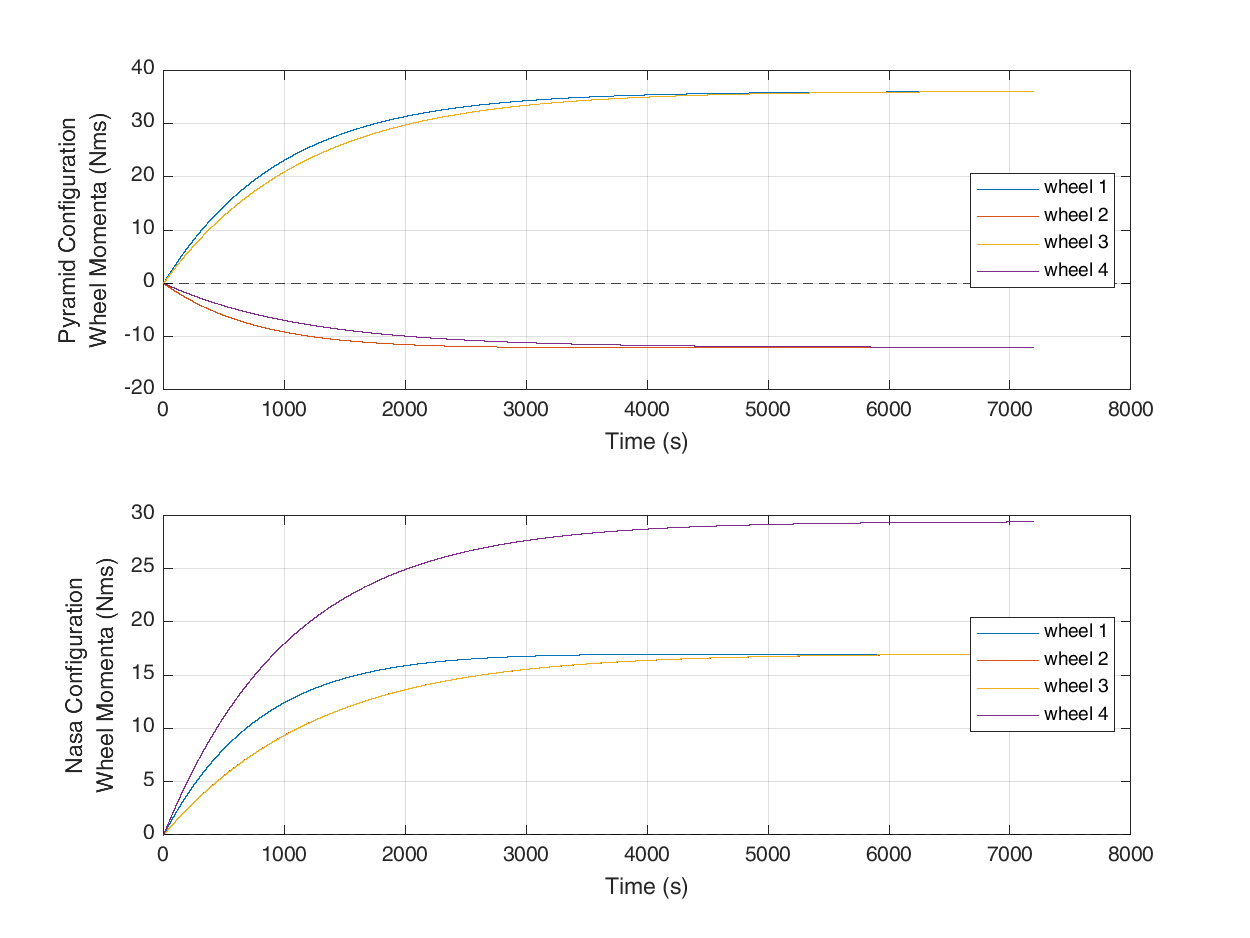 40
30
20
10
0
-10
-20
Pyramid Configuration
Wheel Momenta (Nms)
wheel 1
wheel 2
wheel 3
wheel 4
0 1000 2000 3000 4000 5000 6000 7000 8000
Time (s)
30
25
20
15
10
5
0
Nasa Configuration
Wheel Momenta (Nms)
wheel 1
wheel 2
wheel 3
wheel 4
0 1000 2000 3000 4000 5000 6000 7000 8000
Time (s)